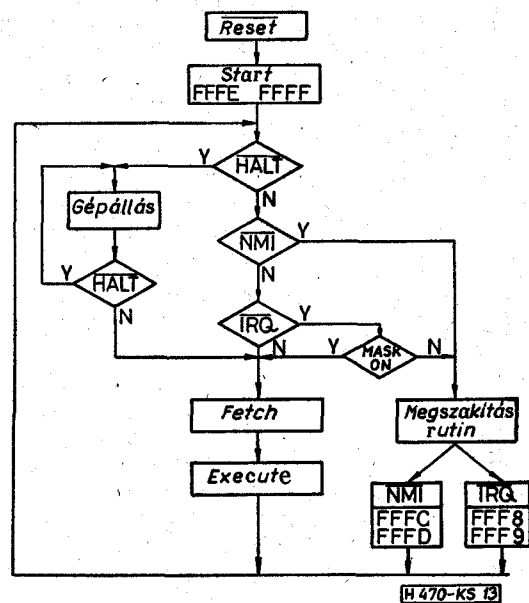 Reset
Start
FFFE FFFF
Y
HALT
N
Gépállás
NMI
Y
N
Y
HALT
N
IRQ
Y
N
Y
MASK
ON
N
Fetch
Megszakítás
rutin
Execute
NMI
FFFC
FFFD
IRQ
FFF8
FFF9
H 470-KS 13